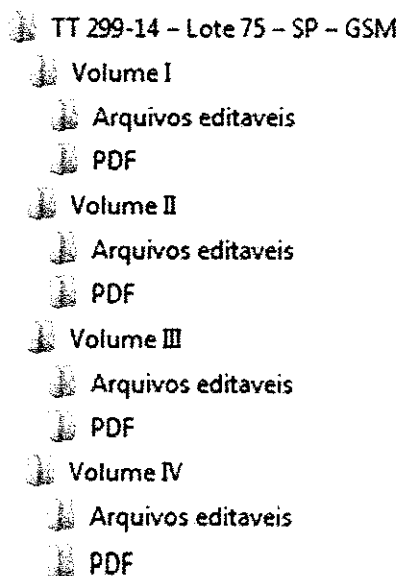 TT 299-14 – Lote 75 – SP – GSM
Volume I
Arquivos editaveis
PDF
Volume II
Arquivos editaveis
PDF
Volume III
Arquivos editaveis
PDF
Volume IV
Arquivos editaveis
PDF